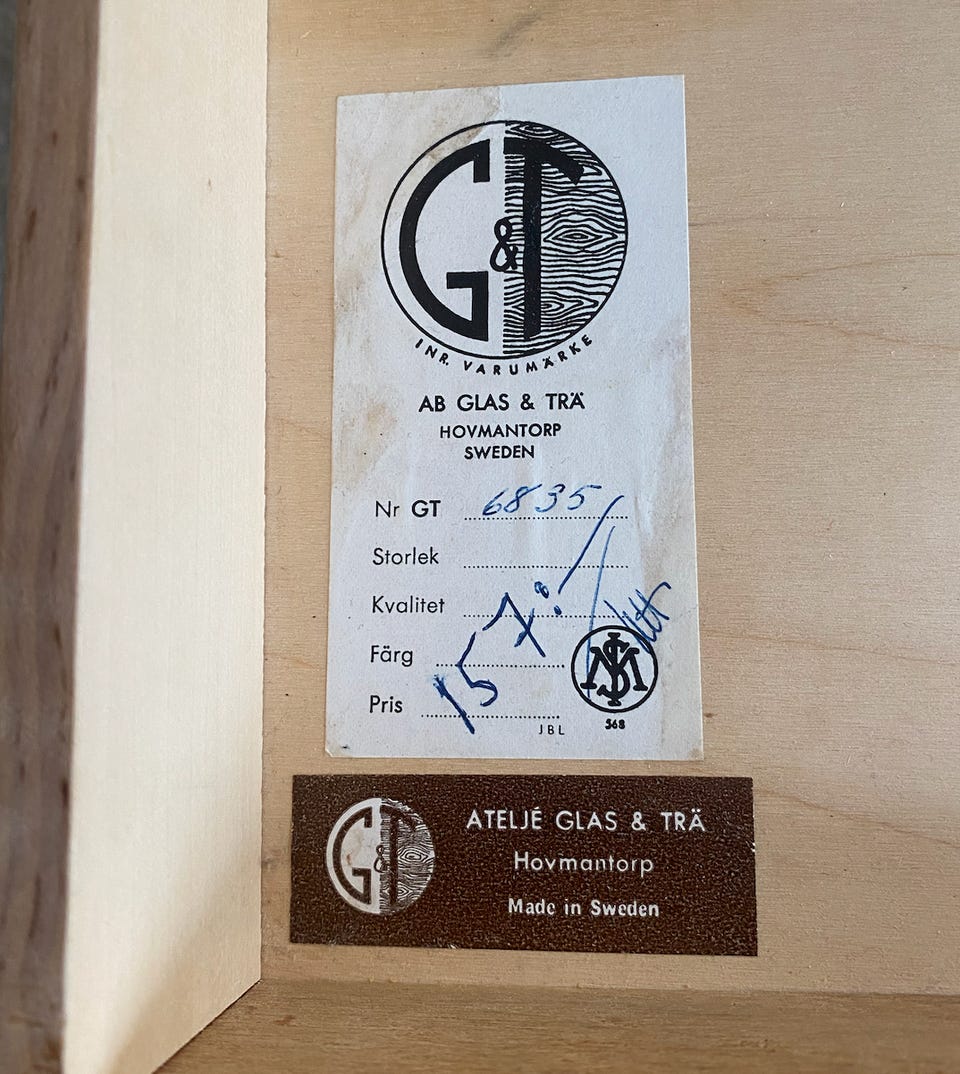 G&T
INR. VARUMÄRKE
AB GLAS & TRÄ
HOVMANTORP
SWEDEN
Nr GT 6835
Storlek
Kvalitet
Färg
Pris 157:
JBL
568
G&T
ATELJÉ GLAS & TRÄ
Hovmantorp
Made in Sweden